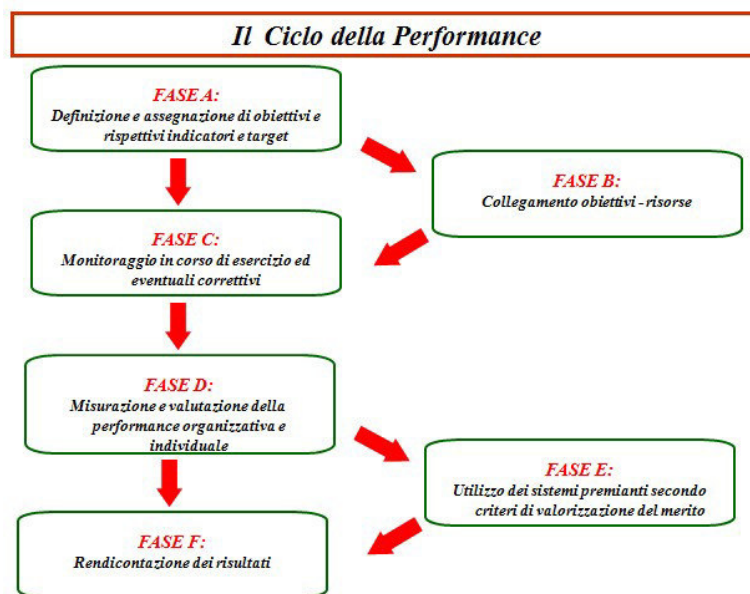 Il Ciclo della Performance
FASE A:
Definizione e assegnazione di obiettivi e
rispettivi indicatori e target
FASE B:
Collegamento obiettivi - risorse
FASE C:
Monitoraggio in corso di esercizio ed
eventuali correttivi
FASE D:
Misurazione e valutazione della
performance organizzativa e
individuale
FASE E:
Utilizzo dei sistemi premianti secondo
criteri di valorizzazione del merito
FASE F:
Rendicontazione dei risultati